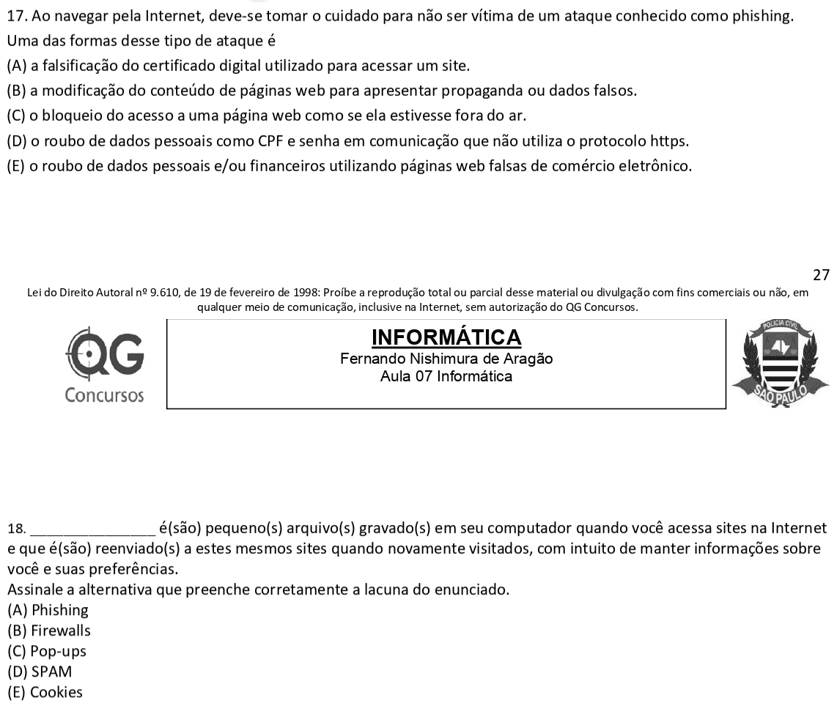 17. Ao navegar pela Internet, deve-se tomar o cuidado para não ser vítima de um ataque conhecido como phishing.
Uma das formas desse tipo de ataque é
(A) a falsificação do certificado digital utilizado para acessar um site.
(B) a modificação do conteúdo de páginas web para apresentar propaganda ou dados falsos.
(C) o bloqueio do acesso a uma página web como se ela estivesse fora do ar.
(D) o roubo de dados pessoais como CPF e senha em comunicação que não utiliza o protocolo https.
(E) o roubo de dados pessoais e/ou financeiros utilizando páginas web falsas de comércio eletrônico.
27
Lei do Direito Autoral nº 9.610, de 19 de fevereiro de 1998: Proíbe a reprodução total ou parcial desse material ou divulgação com fins comerciais ou não, em
qualquer meio de comunicação, inclusive na Internet, sem autorização do QG Concursos.
QG
Concursos
INFORMÁTICA
Fernando Nishimura de Aragão
Aula 07 Informática
POLICIA CIVIL
SÃO PAULO
18. _______________ é(são) pequeno(s) arquivo(s) gravado(s) em seu computador quando você acessa sites na Internet
e que é(são) reenviado(s) a estes mesmos sites quando novamente visitados, com intuito de manter informações sobre
você e suas preferências.
Assinale a alternativa que preenche corretamente a lacuna do enunciado.
(A) Phishing
(B) Firewalls
(C) Pop-ups
(D) SPAM
(E) Cookies